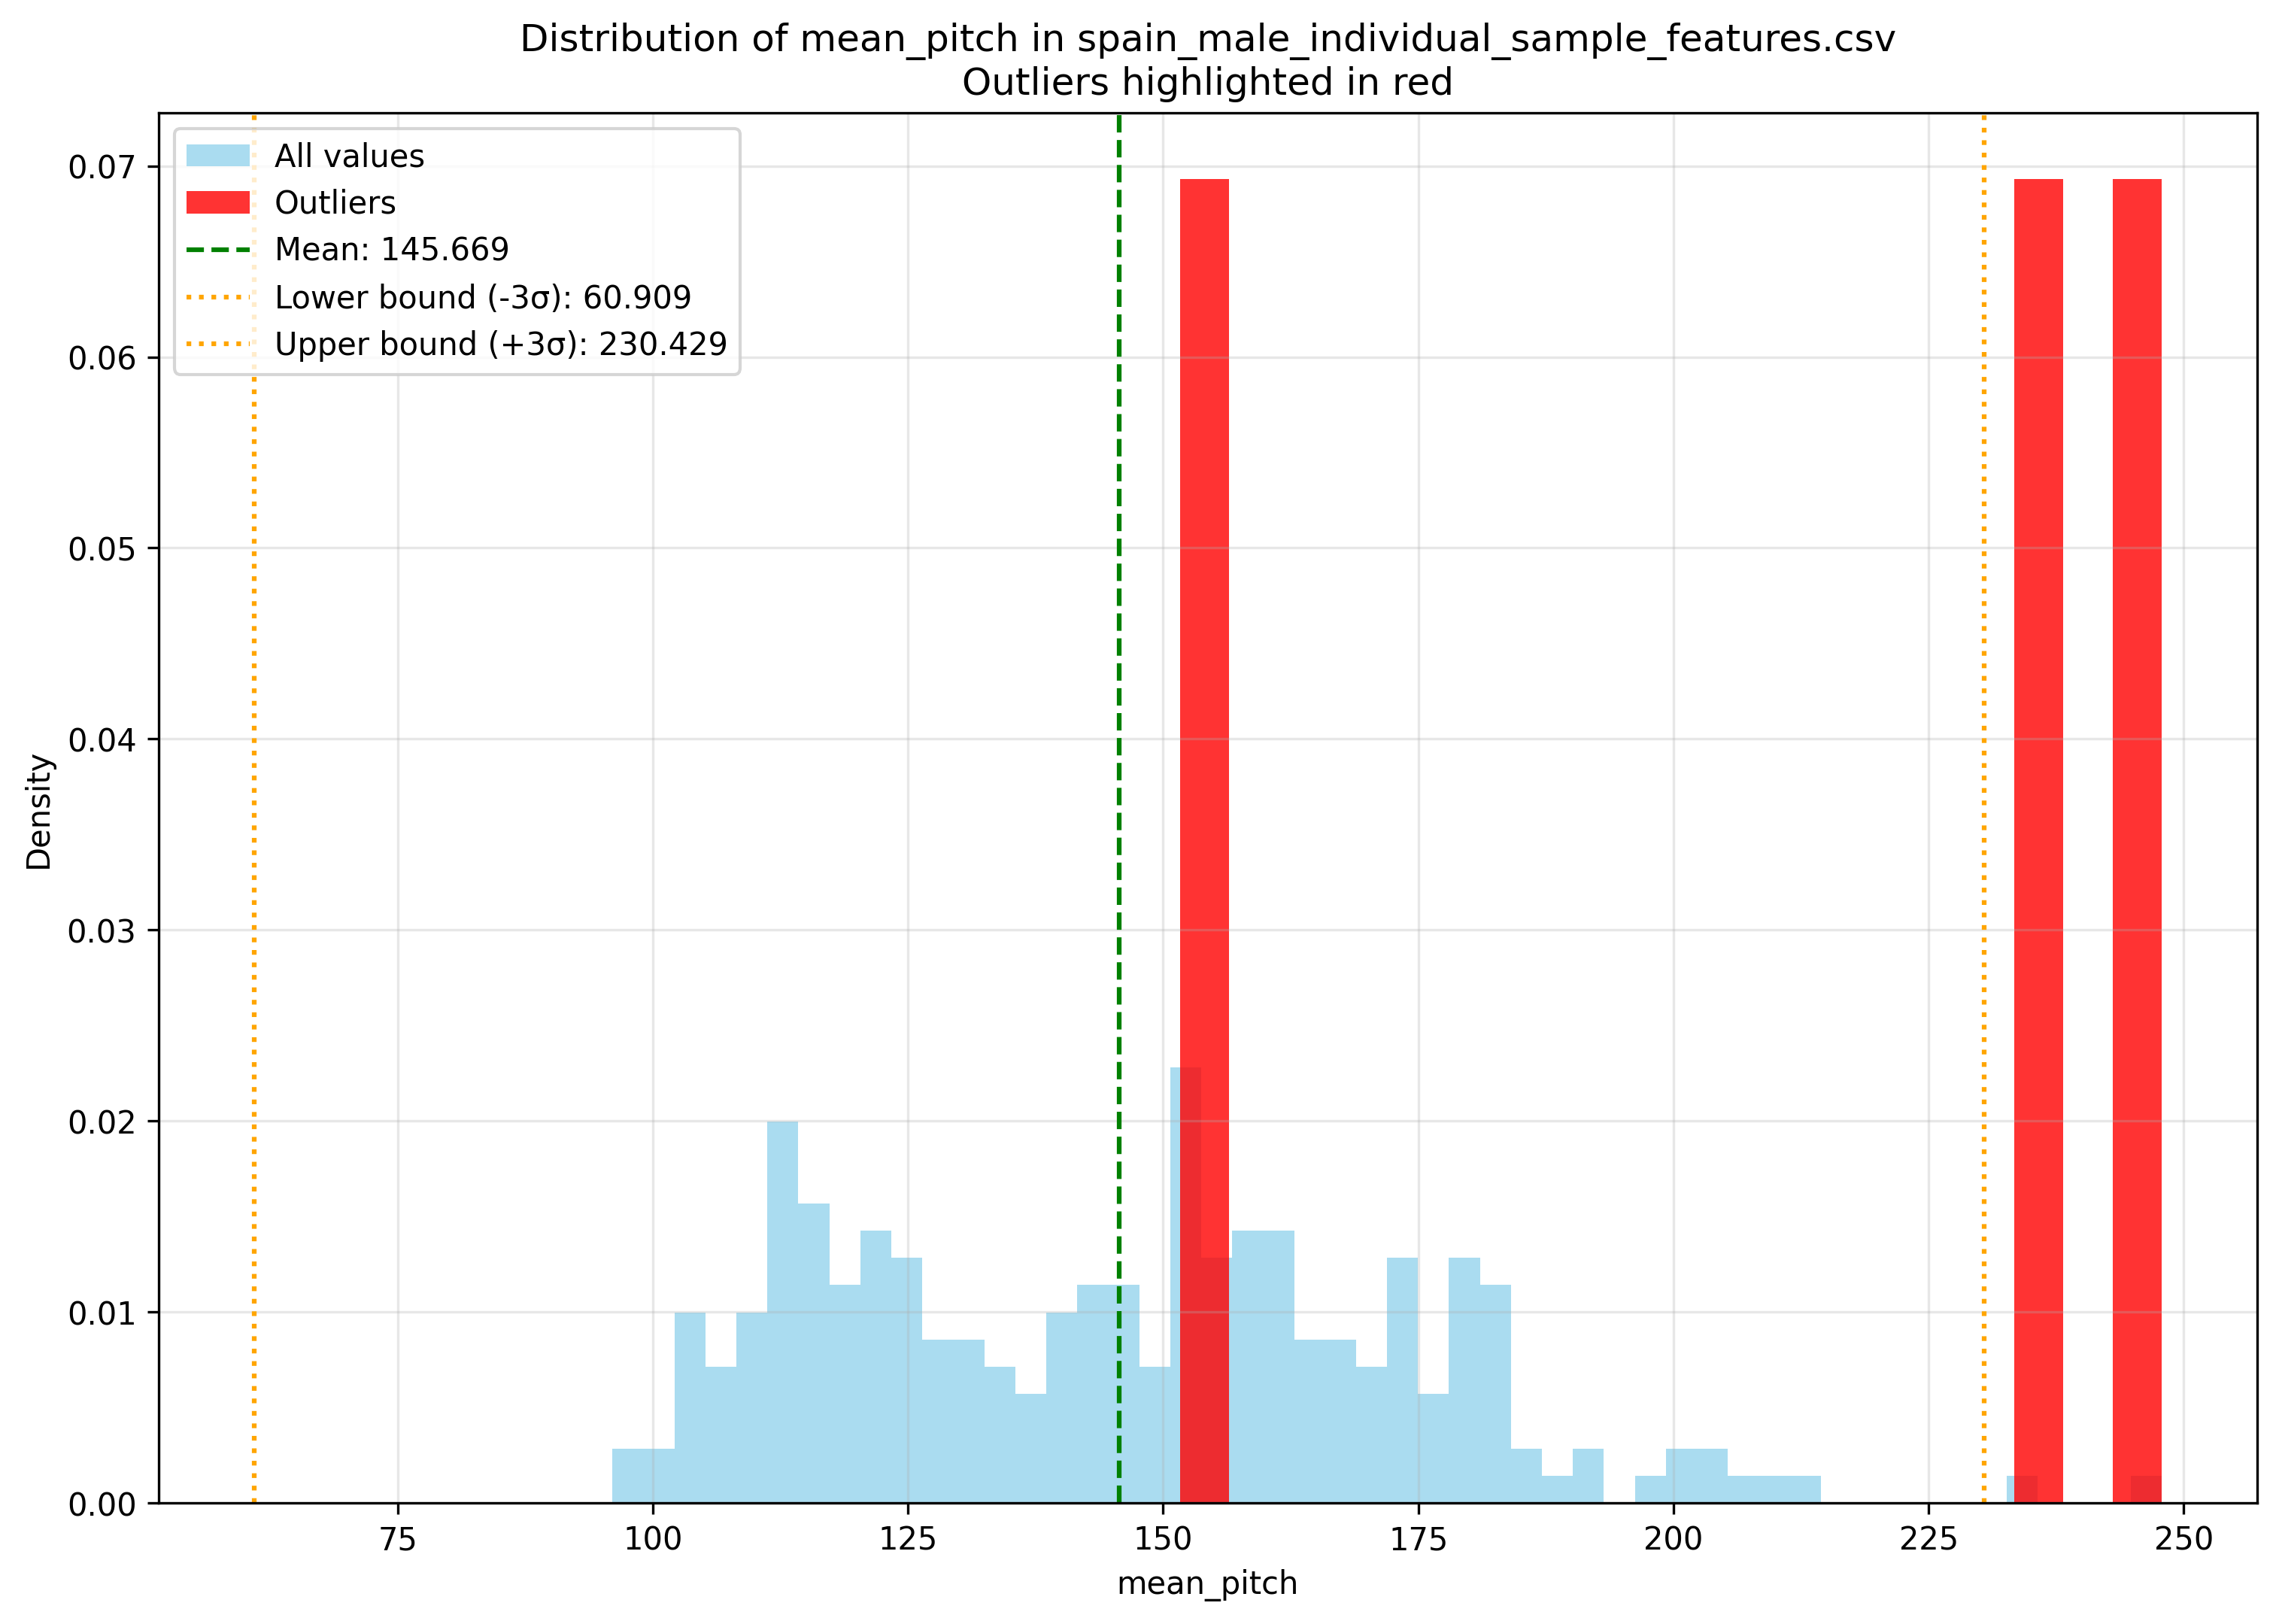 Distribution of mean_pitch in spain_male_individual_sample_features.csv
Outliers highlighted in red
All values
Outliers
Mean: 145.669
Lower bound (-3σ): 60.909
Upper bound (+3σ): 230.429
0.07
0.06
0.05
0.04
0.03
0.02
0.01
0.00
Density
75 100 125 150 175 200 225 250
mean_pitch